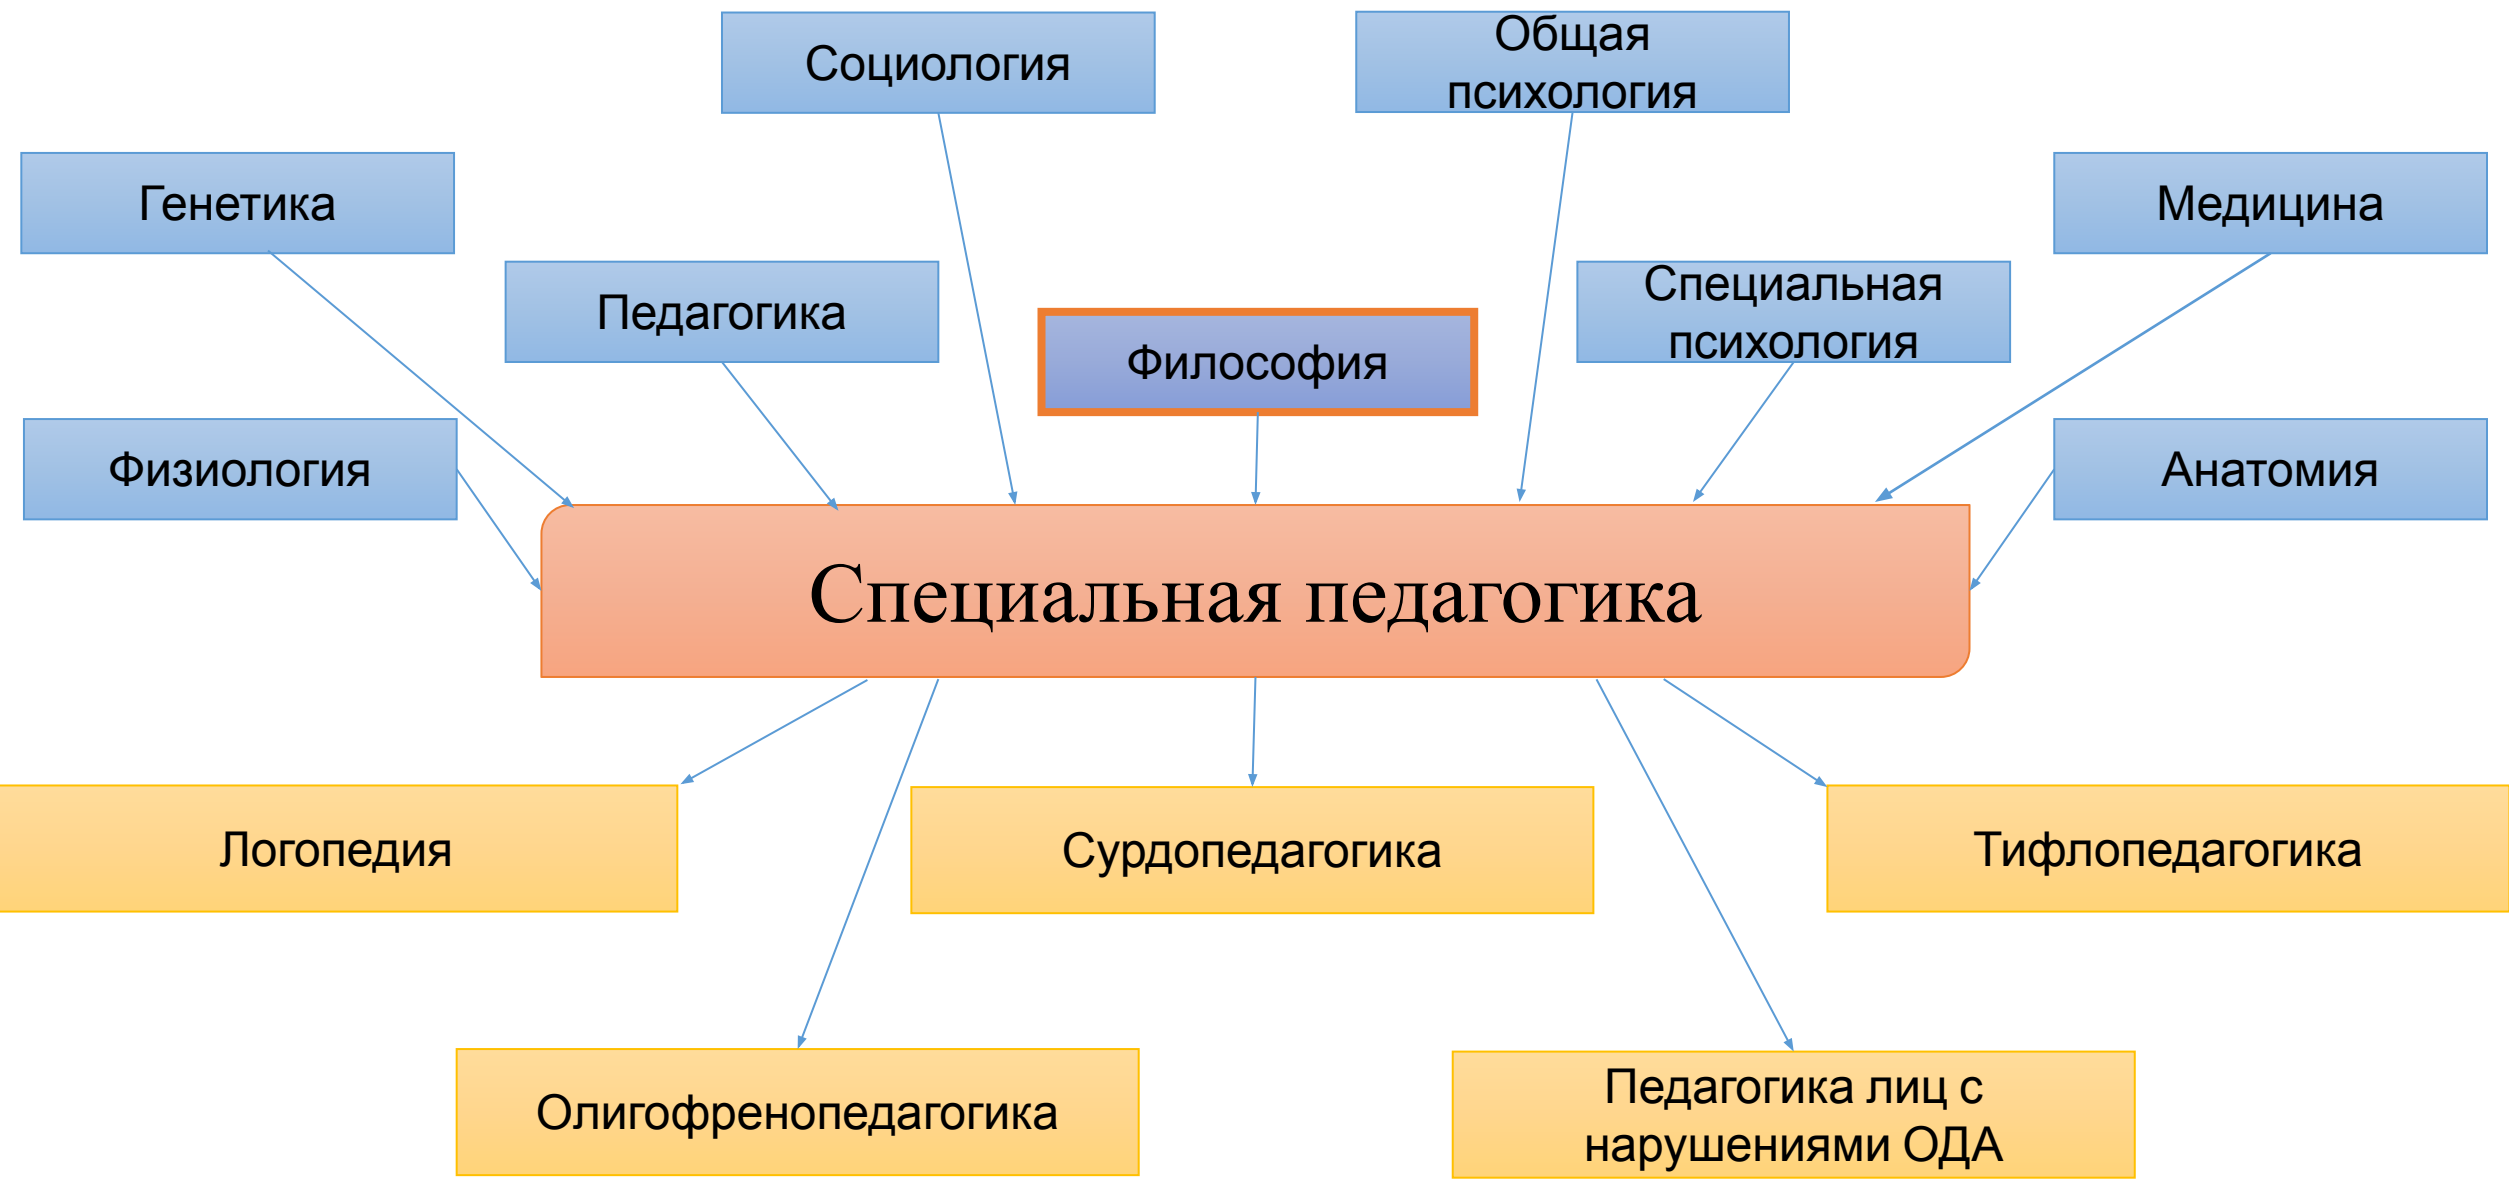 Социология
Общая
психология
Генетика
Медицина
Педагогика
Философия
Специальная
психология
Физиология
Анатомия
Специальная педагогика
Логопедия
Сурдопедагогика
Тифлопедагогика
Олигофренопедагогика
Педагогика лиц с
нарушениями ОДА